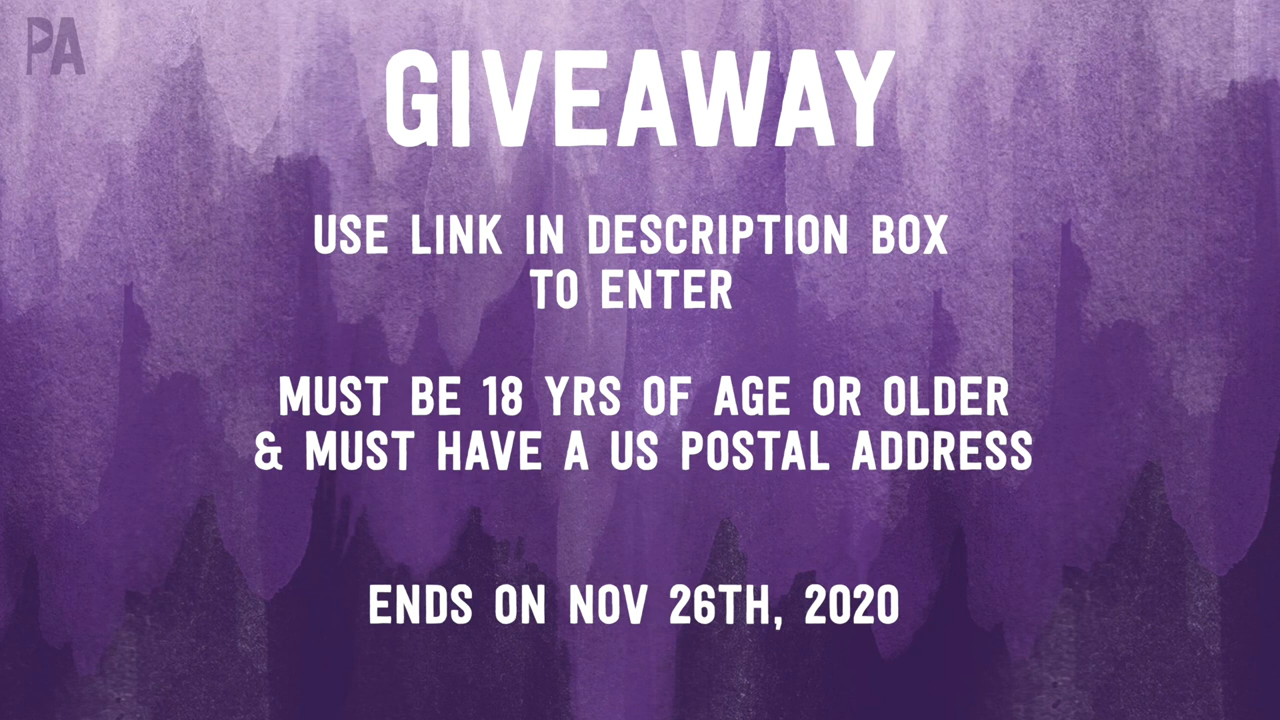 PA
GIVEAWAY
USE LINK IN DESCRIPTION BOX
TO ENTER
MUST BE 18 YRS OF AGE OR OLDER
& MUST HAVE A US POSTAL ADDRESS
ENDS ON NOV 26TH, 2020